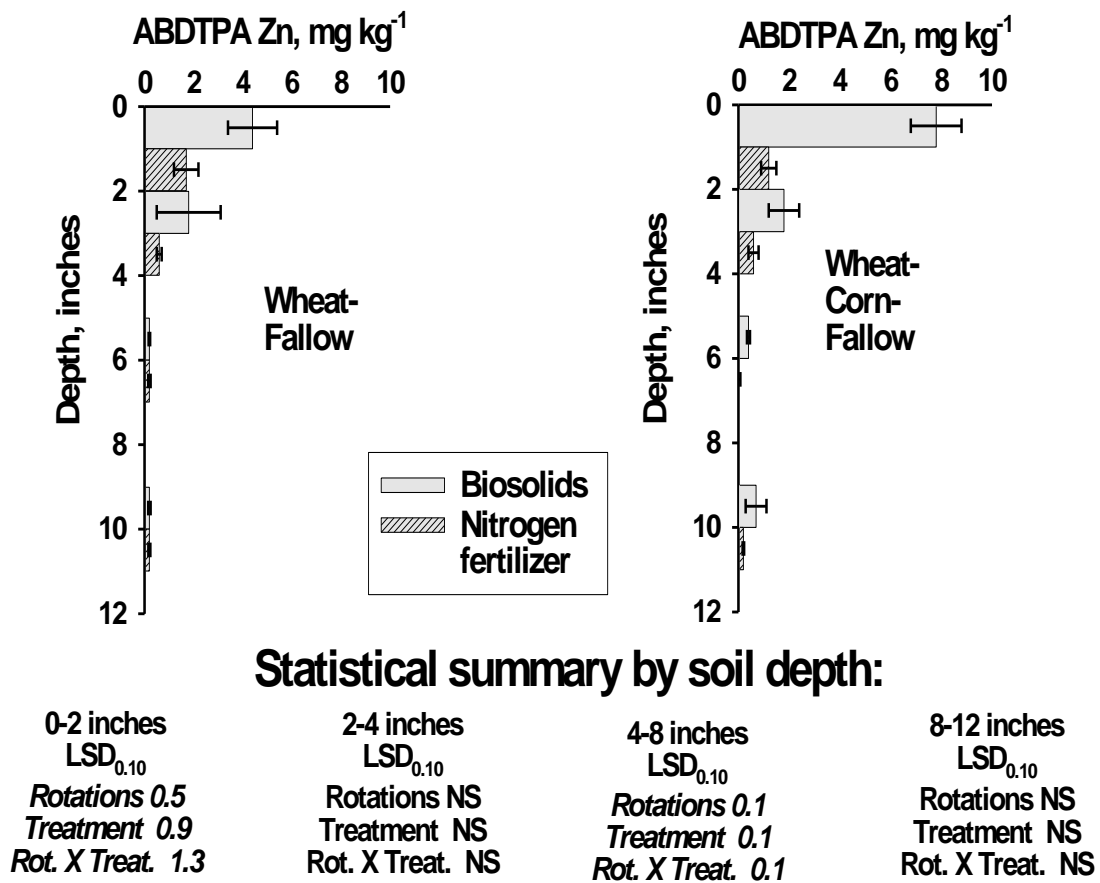 ABDTPA Zn, mg kg-1
0 2 4 6 8 10
0
2
4
6
8
10
12
Depth, inches
Wheat-
Fallow
ABDTPA Zn, mg kg-1
0 2 4 6 8 10
0
2
4
6
8
10
12
Depth, inches
Wheat-
Corn-
Fallow
Biosolids
Nitrogen
fertilizer
Statistical summary by soil depth:
0-2 inches
LSD0.10
Rotations 0.5
Treatment 0.9
Rot. X Treat. 1.3
2-4 inches
LSD0.10
Rotations NS
Treatment NS
Rot. X Treat. NS
4-8 inches
LSD0.10
Rotations 0.1
Treatment 0.1
Rot. X Treat. 0.1
8-12 inches
LSD0.10
Rotations NS
Treatment NS
Rot. X Treat. NS